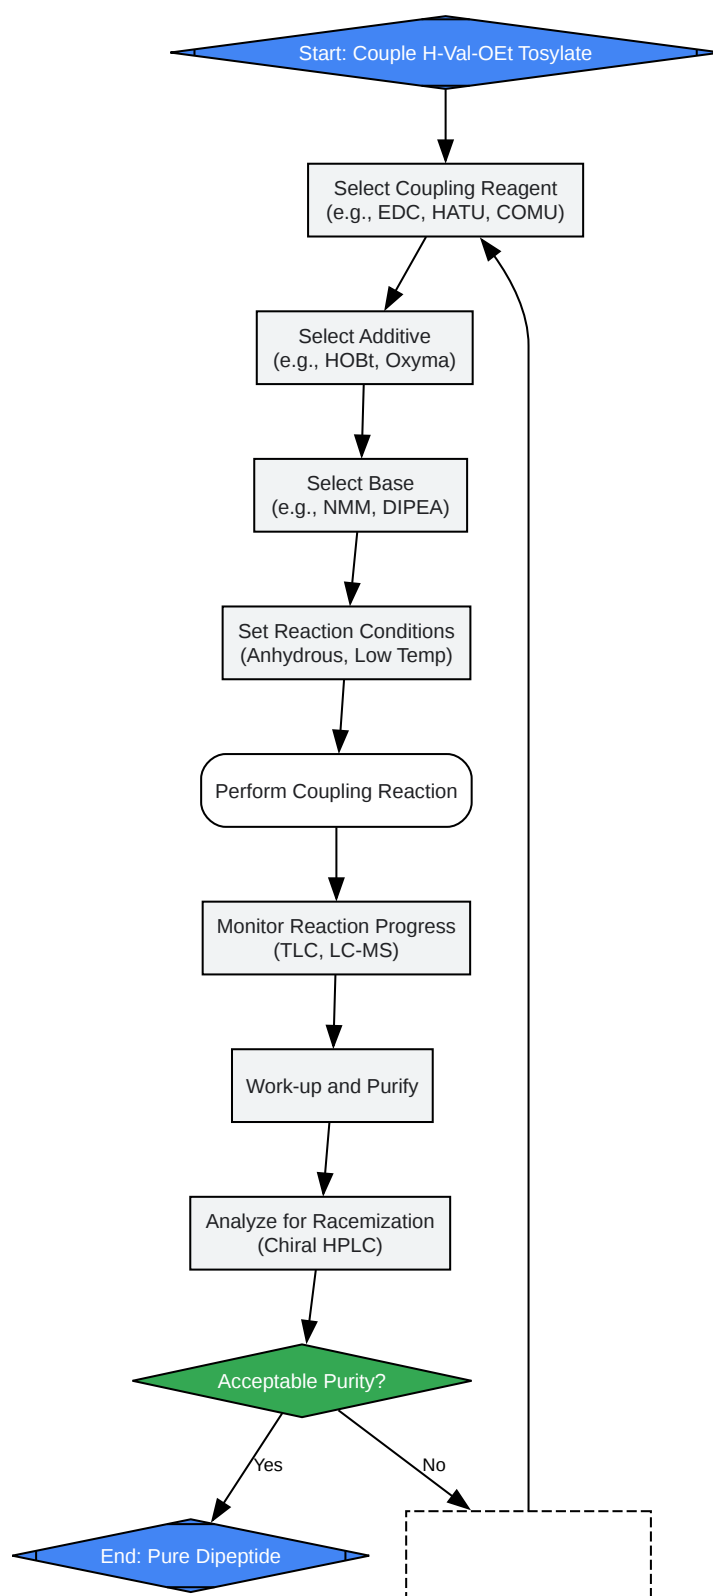 Start: Couple H-Val-OEt Tosylate
Select Coupling Reagent
(e.g., EDC, HATU, COMU)
Select Additive
(e.g., HOBt, Oxyma)
Select Base
(e.g., NMM, DIPEA)
Set Reaction Conditions
(Anhydrous, Low Temp)
Perform Coupling Reaction
Monitor Reaction Progress
(TLC, LC-MS)
Work-up and Purify
Analyze for Racemization
(Chiral HPLC)
Acceptable Purity?
Yes
No
End: Pure Dipeptide